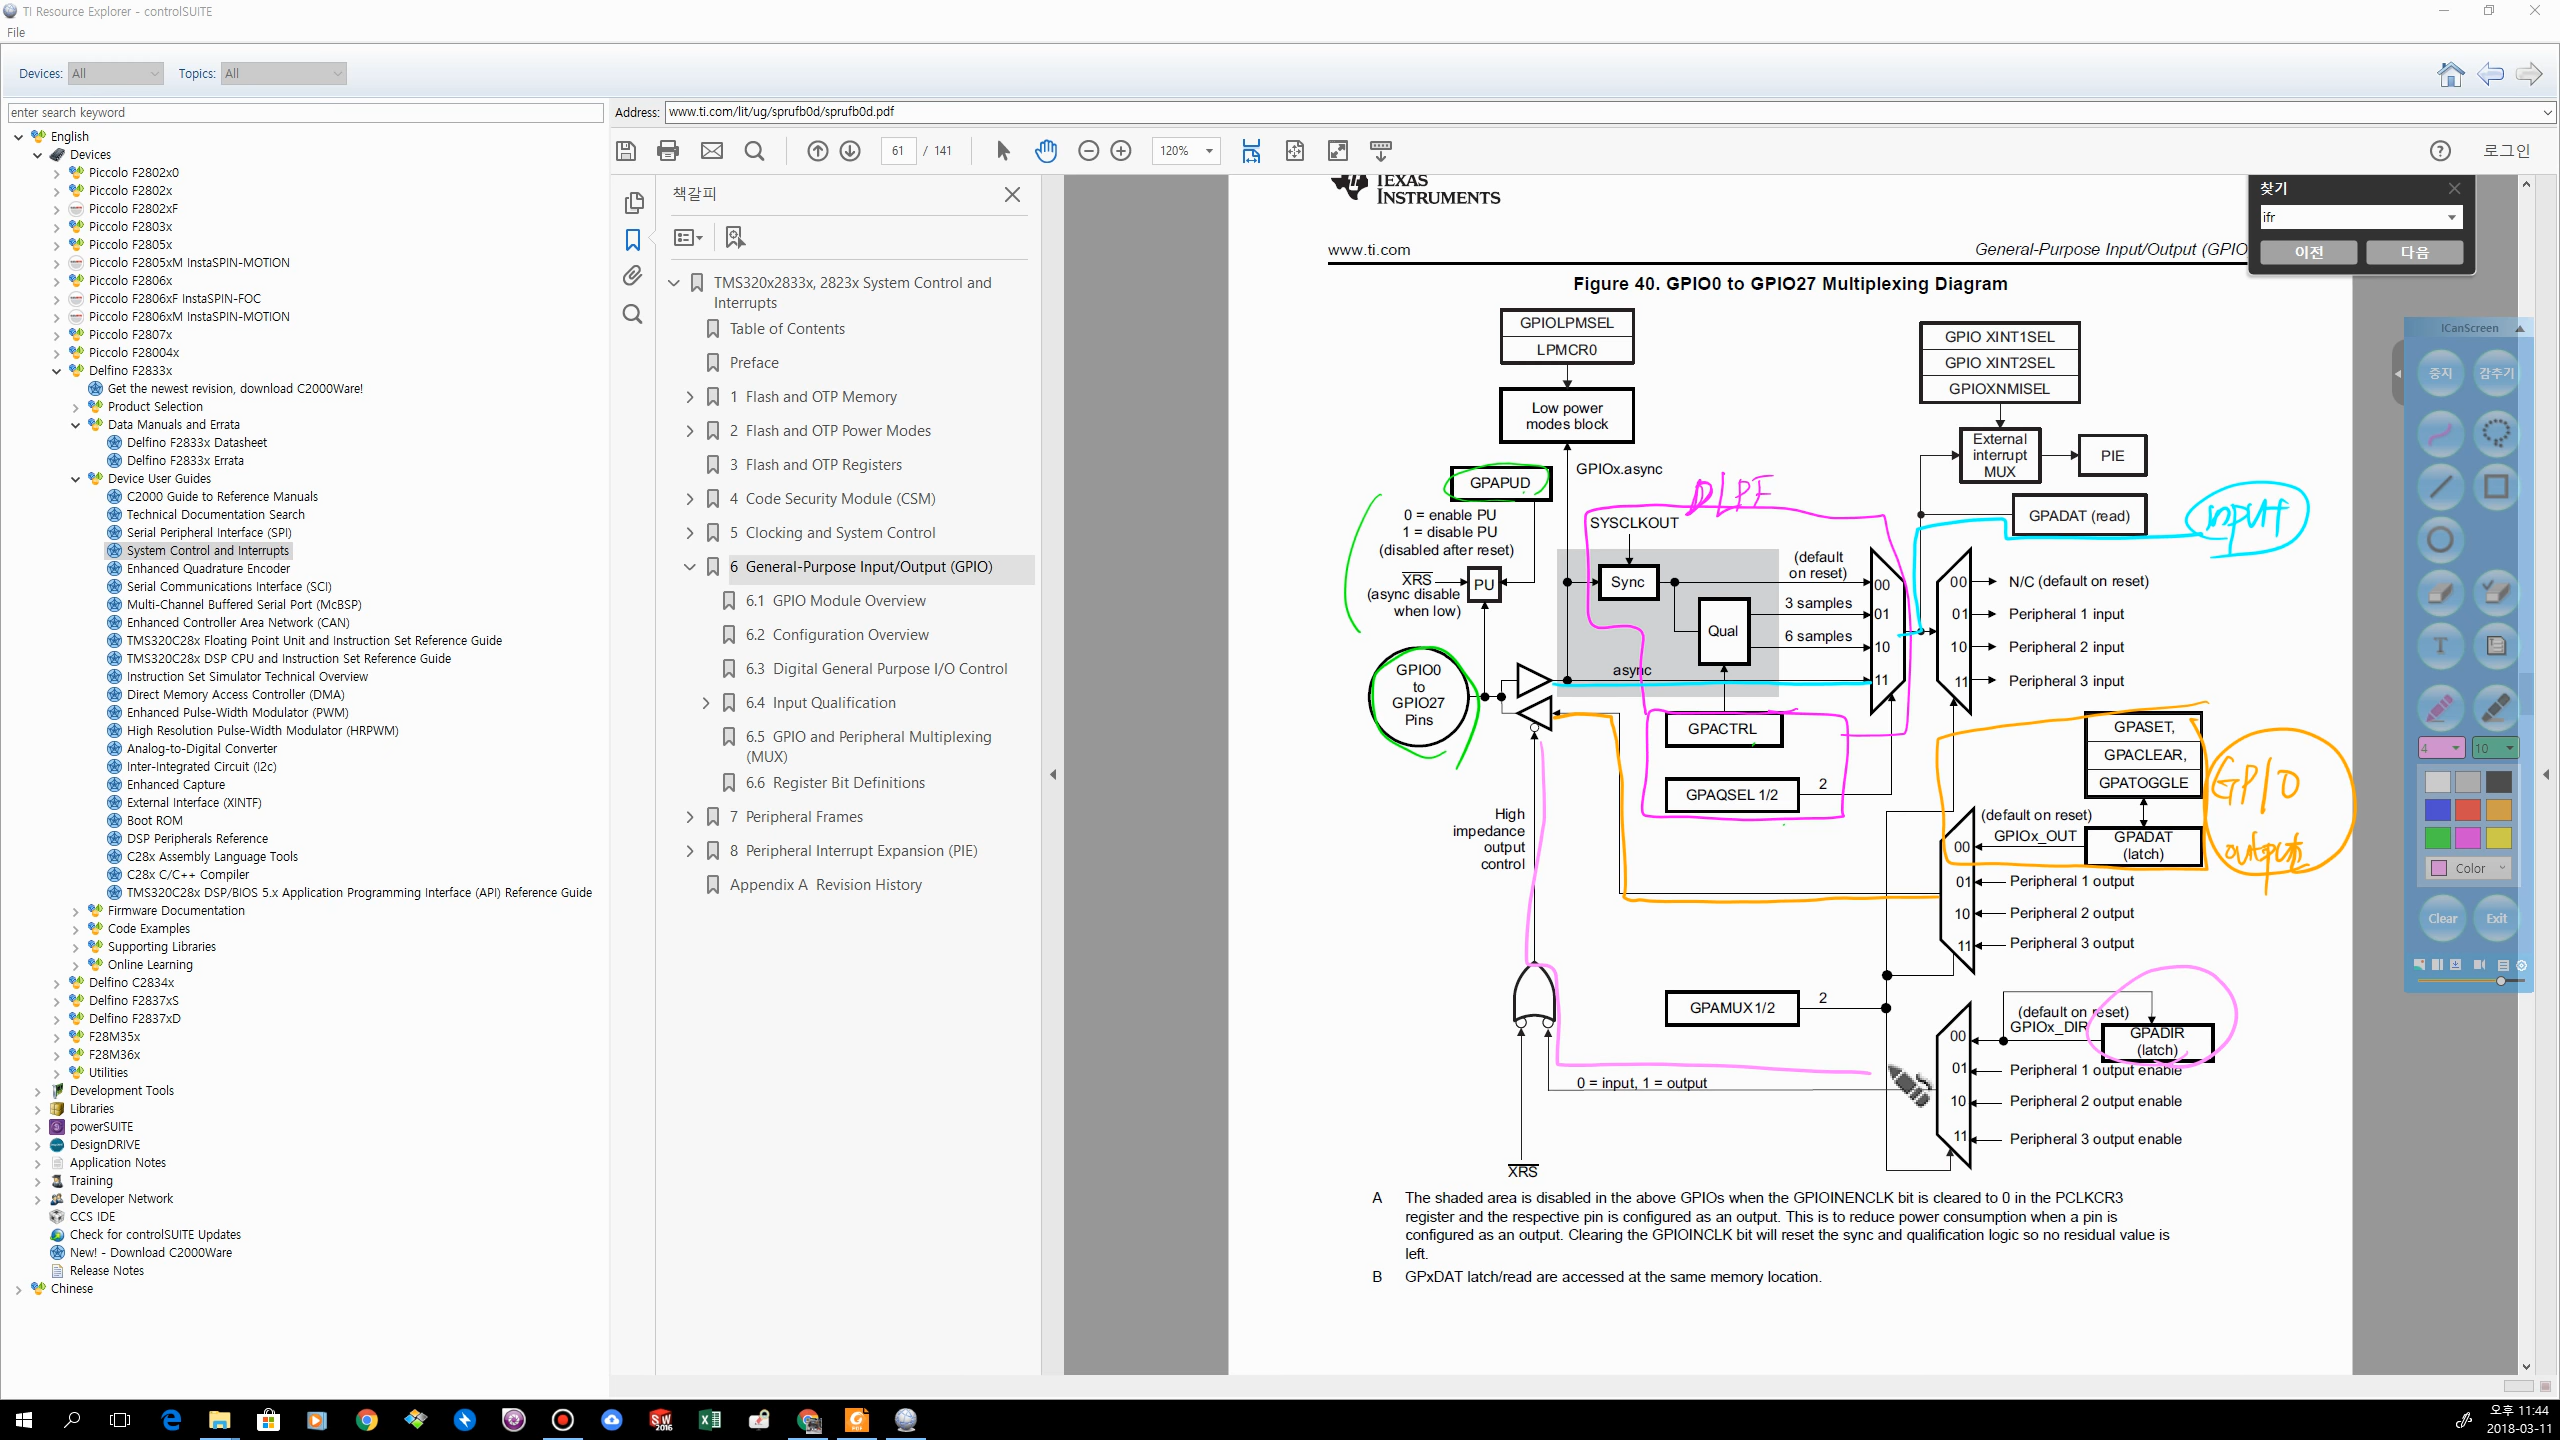 TI Resource Explorer - controlSUITE
File
Devices: All Topics: All
enter search keyword
English
Devices
Piccolo F2802x0
Piccolo F2802x
Piccolo F2802xF
Piccolo F2803x
Piccolo F2805x
Piccolo F2805xM InstaSPIN-MOTION
Piccolo F2806x
Piccolo F2806xF InstaSPIN-FOC
Piccolo F2806xM InstaSPIN-MOTION
Piccolo F2807x
Piccolo F28004x
Delfino F2833x
Get the newest revision, download C2000Ware!
Product Selection
Data Manuals and Errata
Delfino F2833x Datasheet
Delfino F2833x Errata
Device User Guides
C2000 Guide to Reference Manuals
Technical Documentation Search
Serial Peripheral Interface (SPI)
System Control and Interrupts
Enhanced Quadrature Encoder
Serial Communications Interface (SCI)
Multi-Channel Buffered Serial Port (McBSP)
Enhanced Controller Area Network (CAN)
TMS320C28x Floating Point Unit and Instruction Set Reference Guide
TMS320C28x DSP CPU and Instruction Set Reference Guide
Instruction Set Simulator Technical Overview
Direct Memory Access Controller (DMA)
Enhanced Pulse-Width Modulator (PWM)
High Resolution Pulse-Width Modulator (HRPWM)
Analog-to-Digital Converter
Inter-Integrated Circuit (I2c)
Enhanced Capture
External Interface (XINTF)
Boot ROM
DSP Peripherals Reference
C28x Assembly Language Tools
C28x C/C++ Compiler
TMS320C28x DSP/BIOS 5.x Application Programming Interface (API) Reference Guide
Firmware Documentation
Code Examples
Supporting Libraries
Online Learning
Delfino C2834x
Delfino F2837xS
Delfino F2837xD
F28M35x
F28M36x
Utilities
Development Tools
Libraries
powerSUITE
DesignDRIVE
Application Notes
Training
Developer Network
CCS IDE
Check for controlSUITE Updates
New! - Download C2000Ware
Release Notes
Chinese
Address: www.ti.com/lit/ug/sprufb0d/sprufb0d.pdf
61 / 141
120%
로그인
책갈피
TMS320x2833x, 2823x System Control and
Interrupts
Table of Contents
Preface
1 Flash and OTP Memory
2 Flash and OTP Power Modes
3 Flash and OTP Registers
4 Code Security Module (CSM)
5 Clocking and System Control
6 General-Purpose Input/Output (GPIO)
6.1 GPIO Module Overview
6.2 Configuration Overview
6.3 Digital General Purpose I/O Control
6.4 Input Qualification
6.5 GPIO and Peripheral Multiplexing
(MUX)
6.6 Register Bit Definitions
7 Peripheral Frames
8 Peripheral Interrupt Expansion (PIE)
Appendix A Revision History
TEXAS
INSTRUMENTS
www.ti.com
General-Purpose Input/Output (GPIO
찾기
ifr
이전 다음
Figure 40. GPIO0 to GPIO27 Multiplexing Diagram
GPIOLPMSEL
LPMCR0
Low power
modes block
GPIO XINT1SEL
GPIO XINT2SEL
GPIOXNMISEL
External
interrupt
MUX
PIE
GPIOx.async
GPAPUD
0 = enable PU
1 = disable PU
(disabled after reset)
XRS
(async disable
when low)
PU
DLPF
SYSCLKOUT
Sync
Qual
(default
on reset)
3 samples
6 samples
async
00
01
10
11
GPADAT (read)
input
00 N/C (default on reset)
01 Peripheral 1 input
10 Peripheral 2 input
11 Peripheral 3 input
GPIO0
to
GPIO27
Pins
GPACTRL
GPAQSEL 1/2
2
High
impedance
output
control
GPASET,
GPACLEAR,
GPATOGGLE
GPIO
output
(default on reset)
GPIOx_OUT
GPADAT
(latch)
00
01 Peripheral 1 output
10 Peripheral 2 output
11 Peripheral 3 output
GPAMUX1/2
2
(default on reset)
GPIOx_DIR
GPADIR
(latch)
00
01 Peripheral 1 output enable
10 Peripheral 2 output enable
11 Peripheral 3 output enable
0 = input, 1 = output
XRS
A The shaded area is disabled in the above GPIOs when the GPIOINENCLK bit is cleared to 0 in the PCLKCR3
register and the respective pin is configured as an output. This is to reduce power consumption when a pin is
configured as an output. Clearing the GPIOINCLK bit will reset the sync and qualification logic so no residual value is
left.
B GPxDAT latch/read are accessed at the same memory location.
ICanScreen
중지 감추기
T
4 10
Color
Clear Exit
오후 11:44
2018-03-11